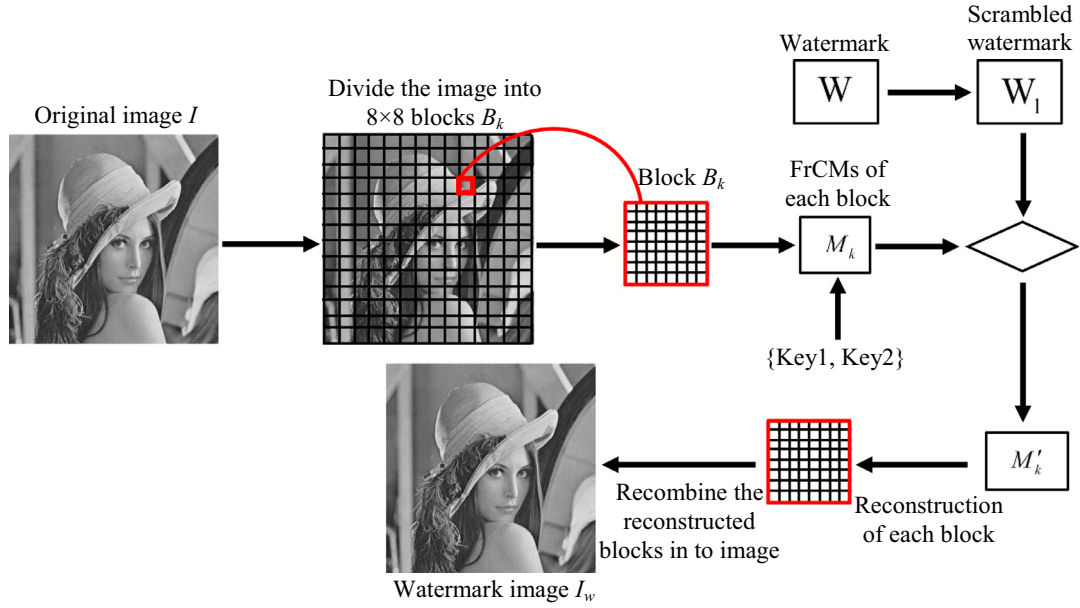 Original image I
Divide the image into
8×8 blocks Bₖ
Block Bₖ
Watermark
W
Scrambled
watermark
W₁
FrCMs of
each block
Mₖ
{Key1, Key2}
M′ₖ
Reconstruction
of each block
Recombine the
reconstructed
blocks in to image
Watermark image I_w